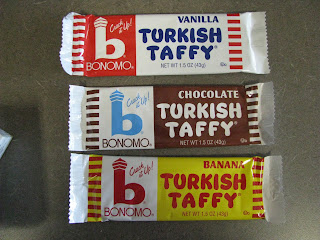 Crack it Up!
b
BONOMO®
VANILLA
TURKISH
TAFFY®
NET WT 1.5 OZ (43g)
Crack it Up!
b
BONOMO®
CHOCOLATE
TURKISH
TAFFY®
NET WT 1.5 OZ (43g)
Crack it Up!
b
BONOMO®
BANANA
TURKISH
TAFFY®
NET WT 1.5 OZ (43g)